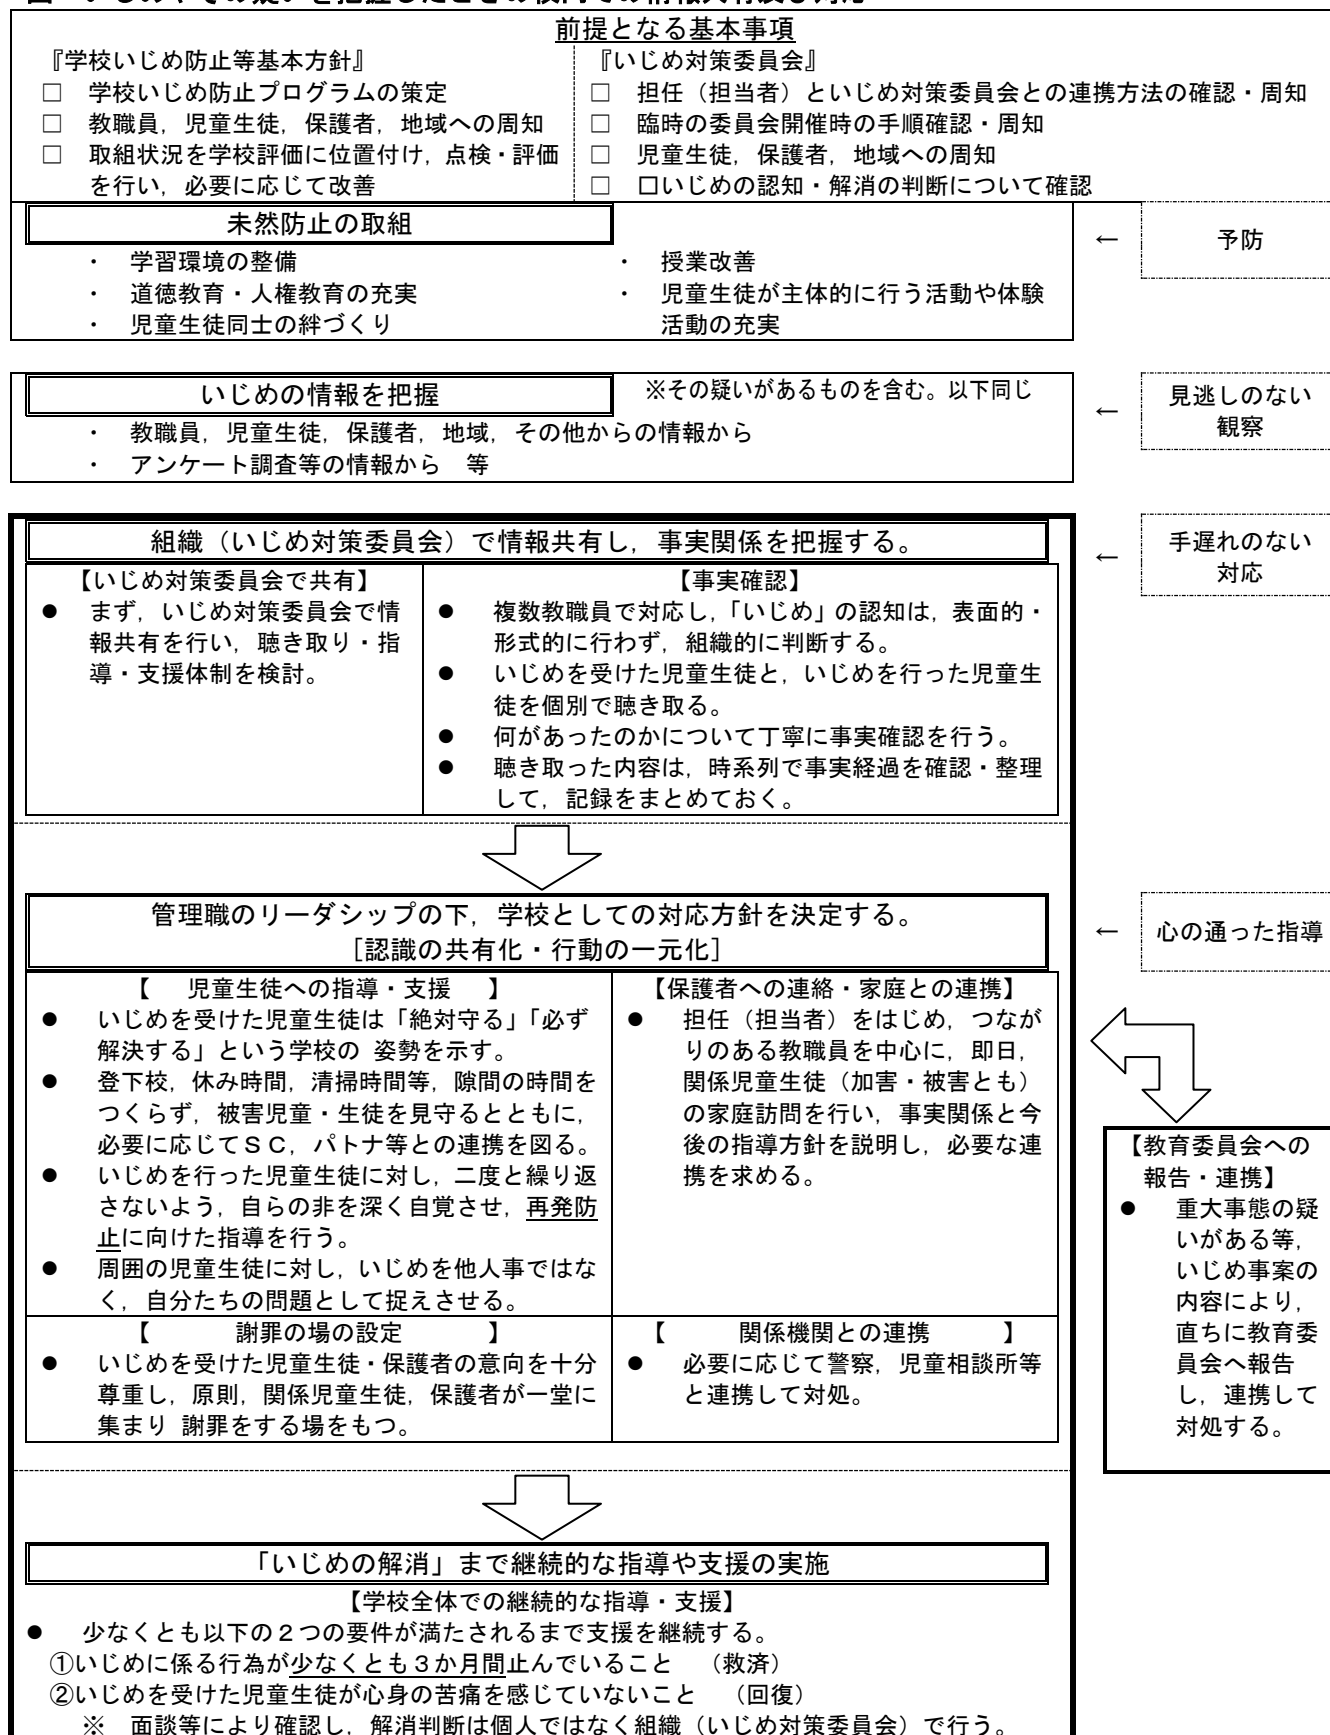 前提となる基本事項
『学校いじめ防止等基本方針』
□ 学校いじめ防止プログラムの策定
□ 教職員，児童生徒，保護者，地域への周知
□ 取組状況を学校評価に位置付け，点検・評価
を行い，必要に応じて改善
『いじめ対策委員会』
□ 担任（担当者）といじめ対策委員会との連携方法の確認・周知
□ 臨時の委員会開催時の手順確認・周知
□ 児童生徒，保護者，地域への周知
□ 口いじめの認知・解消の判断について確認
未然防止の取組
・ 学習環境の整備
・ 道徳教育・人権教育の充実
・ 児童生徒同士の絆づくり
・ 授業改善
・ 児童生徒が主体的に行う活動や体験
活動の充実
← 予防
いじめの情報を把握
※その疑いがあるものを含む。以下同じ
・ 教職員，児童生徒，保護者，地域，その他からの情報から
・ アンケート調査等の情報から 等
← 見逃しのない
観察
組織（いじめ対策委員会）で情報共有し，事実関係を把握する。
← 手遅れのない
対応
【いじめ対策委員会で共有】
● まず，いじめ対策委員会で情
報共有を行い，聴き取り・指
導・支援体制を検討。
【事実確認】
● 複数教職員で対応し，「いじめ」の認知は，表面的・
形式的に行わず，組織的に判断する。
● いじめを受けた児童生徒と，いじめを行った児童生
徒を個別で聴き取る。
● 何があったのかについて丁寧に事実確認を行う。
● 聴き取った内容は，時系列で事実経過を確認・整理
して，記録をまとめておく。
管理職のリーダシップの下，学校としての対応方針を決定する。
［認識の共有化・行動の一元化］
← 心の通った指導
【 児童生徒への指導・支援 】
● いじめを受けた児童生徒は「絶対守る」「必ず
解決する」という学校の 姿勢を示す。
● 登下校，休み時間，清掃時間等，隙間の時間を
つくらず，被害児童・生徒を見守るとともに，
必要に応じてＳＣ，パトナ等との連携を図る。
● いじめを行った児童生徒に対し，二度と繰り返
さないよう，自らの非を深く自覚させ，再発防
止に向けた指導を行う。
● 周囲の児童生徒に対し，いじめを他人事ではな
く，自分たちの問題として捉えさせる。
【保護者への連絡・家庭との連携】
● 担任（担当者）をはじめ，つなが
りのある教職員を中心に，即日，
関係児童生徒（加害・被害とも）
の家庭訪問を行い，事実関係と今
後の指導方針を説明し，必要な連
携を求める。
【教育委員会への
報告・連携】
● 重大事態の疑
いがある等，
いじめ事案の
内容により，
直ちに教育委
員会へ報告
し，連携して
対処する。
【 謝罪の場の設定 】
● いじめを受けた児童生徒・保護者の意向を十分
尊重し，原則，関係児童生徒，保護者が一堂に
集まり 謝罪をする場をもつ。
【 関係機関との連携 】
● 必要に応じて警察，児童相談所等
と連携して対処。
「いじめの解消」まで継続的な指導や支援の実施
【学校全体での継続的な指導・支援】
● 少なくとも以下の２つの要件が満たされるまで支援を継続する。
①いじめに係る行為が少なくとも３か月間止んでいること （救済）
②いじめを受けた児童生徒が心身の苦痛を感じていないこと （回復）
※ 面談等により確認し，解消判断は個人ではなく組織（いじめ対策委員会）で行う。